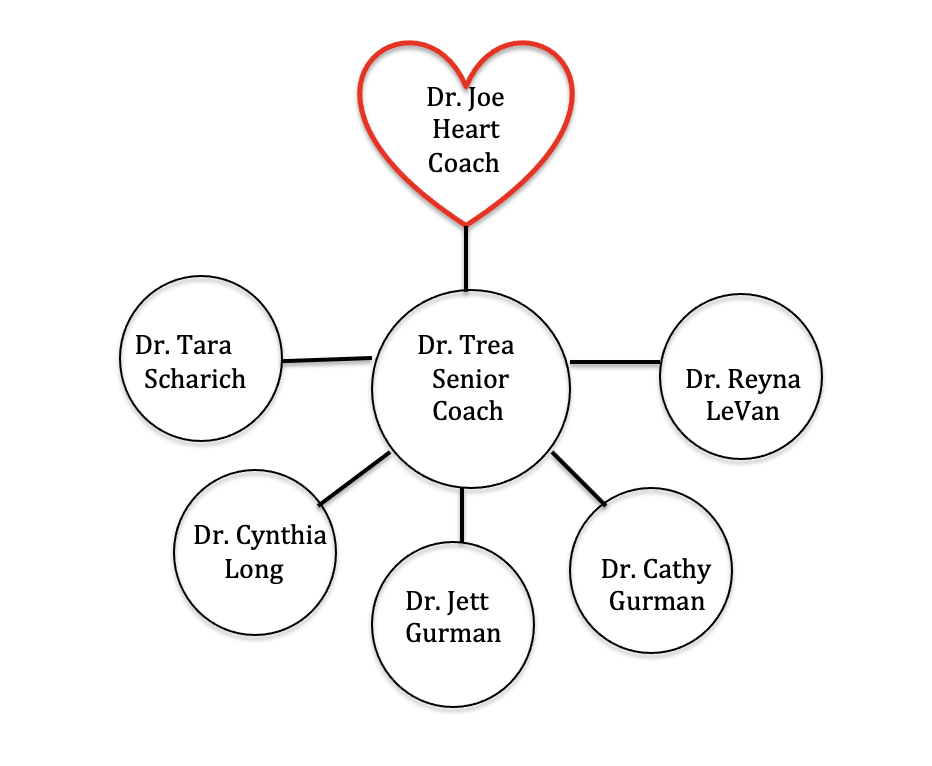 Dr. Joe
Heart
Coach
Dr. Tara
Scharich
Dr. Trea
Senior
Coach
Dr. Reyna
LeVan
Dr. Cynthia
Long
Dr. Jett
Gurman
Dr. Cathy
Gurman